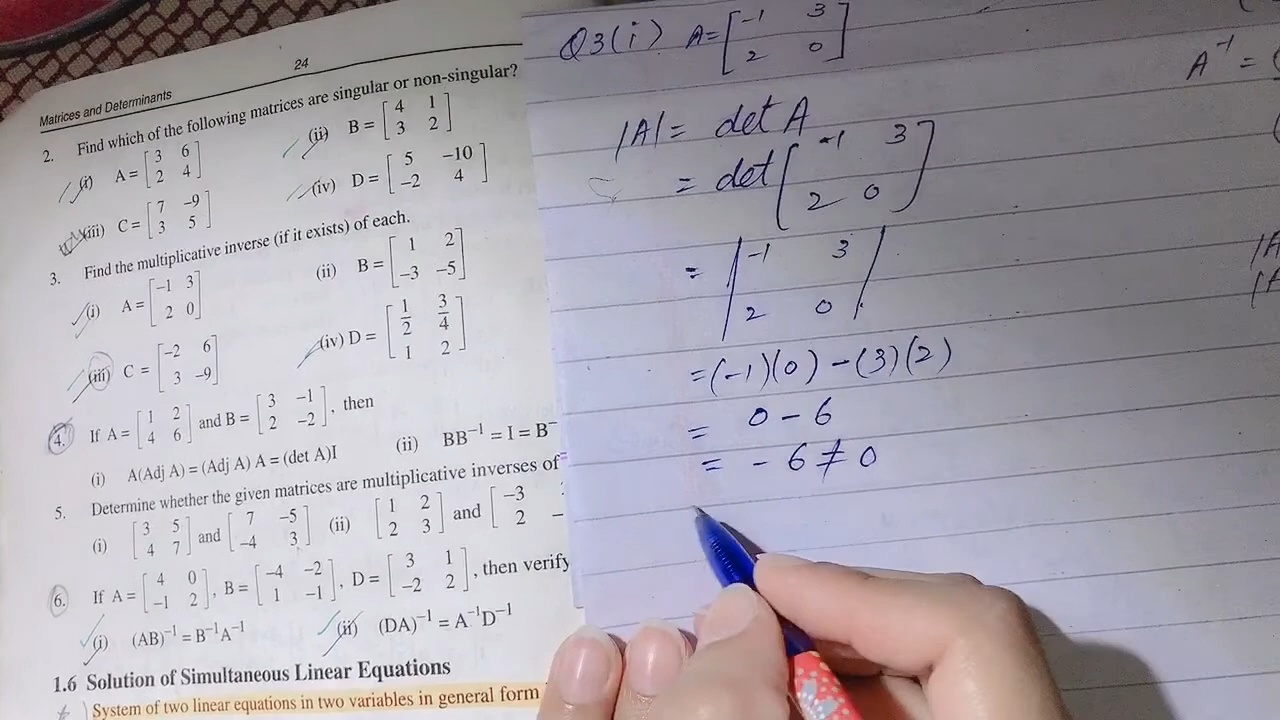 24
Matrices and Determinants
2. Find which of the following matrices are singular or non-singular?
(i) A = [3 6; 2 4] (ii) B = [4 1; 3 2]
(iii) C = [7 -9; 3 5] (iv) D = [5 -10; -2 4]
3. Find the multiplicative inverse (if it exists) of each.
(i) A = [-1 3; 2 0] (ii) B = [1 2; -3 -5]
(iii) C = [-2 6; 3 -9] (iv) D = [1/2 3/4; 1 2]
4. If A = [1 2; 4 6] and B = [3 -1; 2 -2], then
(i) A(Adj A) = (Adj A) A = (det A)I (ii) BB⁻¹ = I = B⁻
5. Determine whether the given matrices are multiplicative inverses of
(i) [3 5; 4 7] and [7 -5; -4 3] (ii) [1 2; 2 3] and [-3; 2 -
6. If A = [4 0; -1 2], B = [-4 -2; 1 -1], D = [3 1; -2 2], then verify
(i) (AB)⁻¹ = B⁻¹A⁻¹ (ii) (DA)⁻¹ = A⁻¹D⁻¹
1.6 Solution of Simultaneous Linear Equations
System of two linear equations in two variables in general form
Q3(i) A = [-1 3; 2 0]
|A| = det A
= det [-1 3; 2 0]
= |-1 3; 2 0|
= (-1)(0) - (3)(2)
= 0 - 6
= - 6 ≠ 0
A⁻¹ =
|A
|A